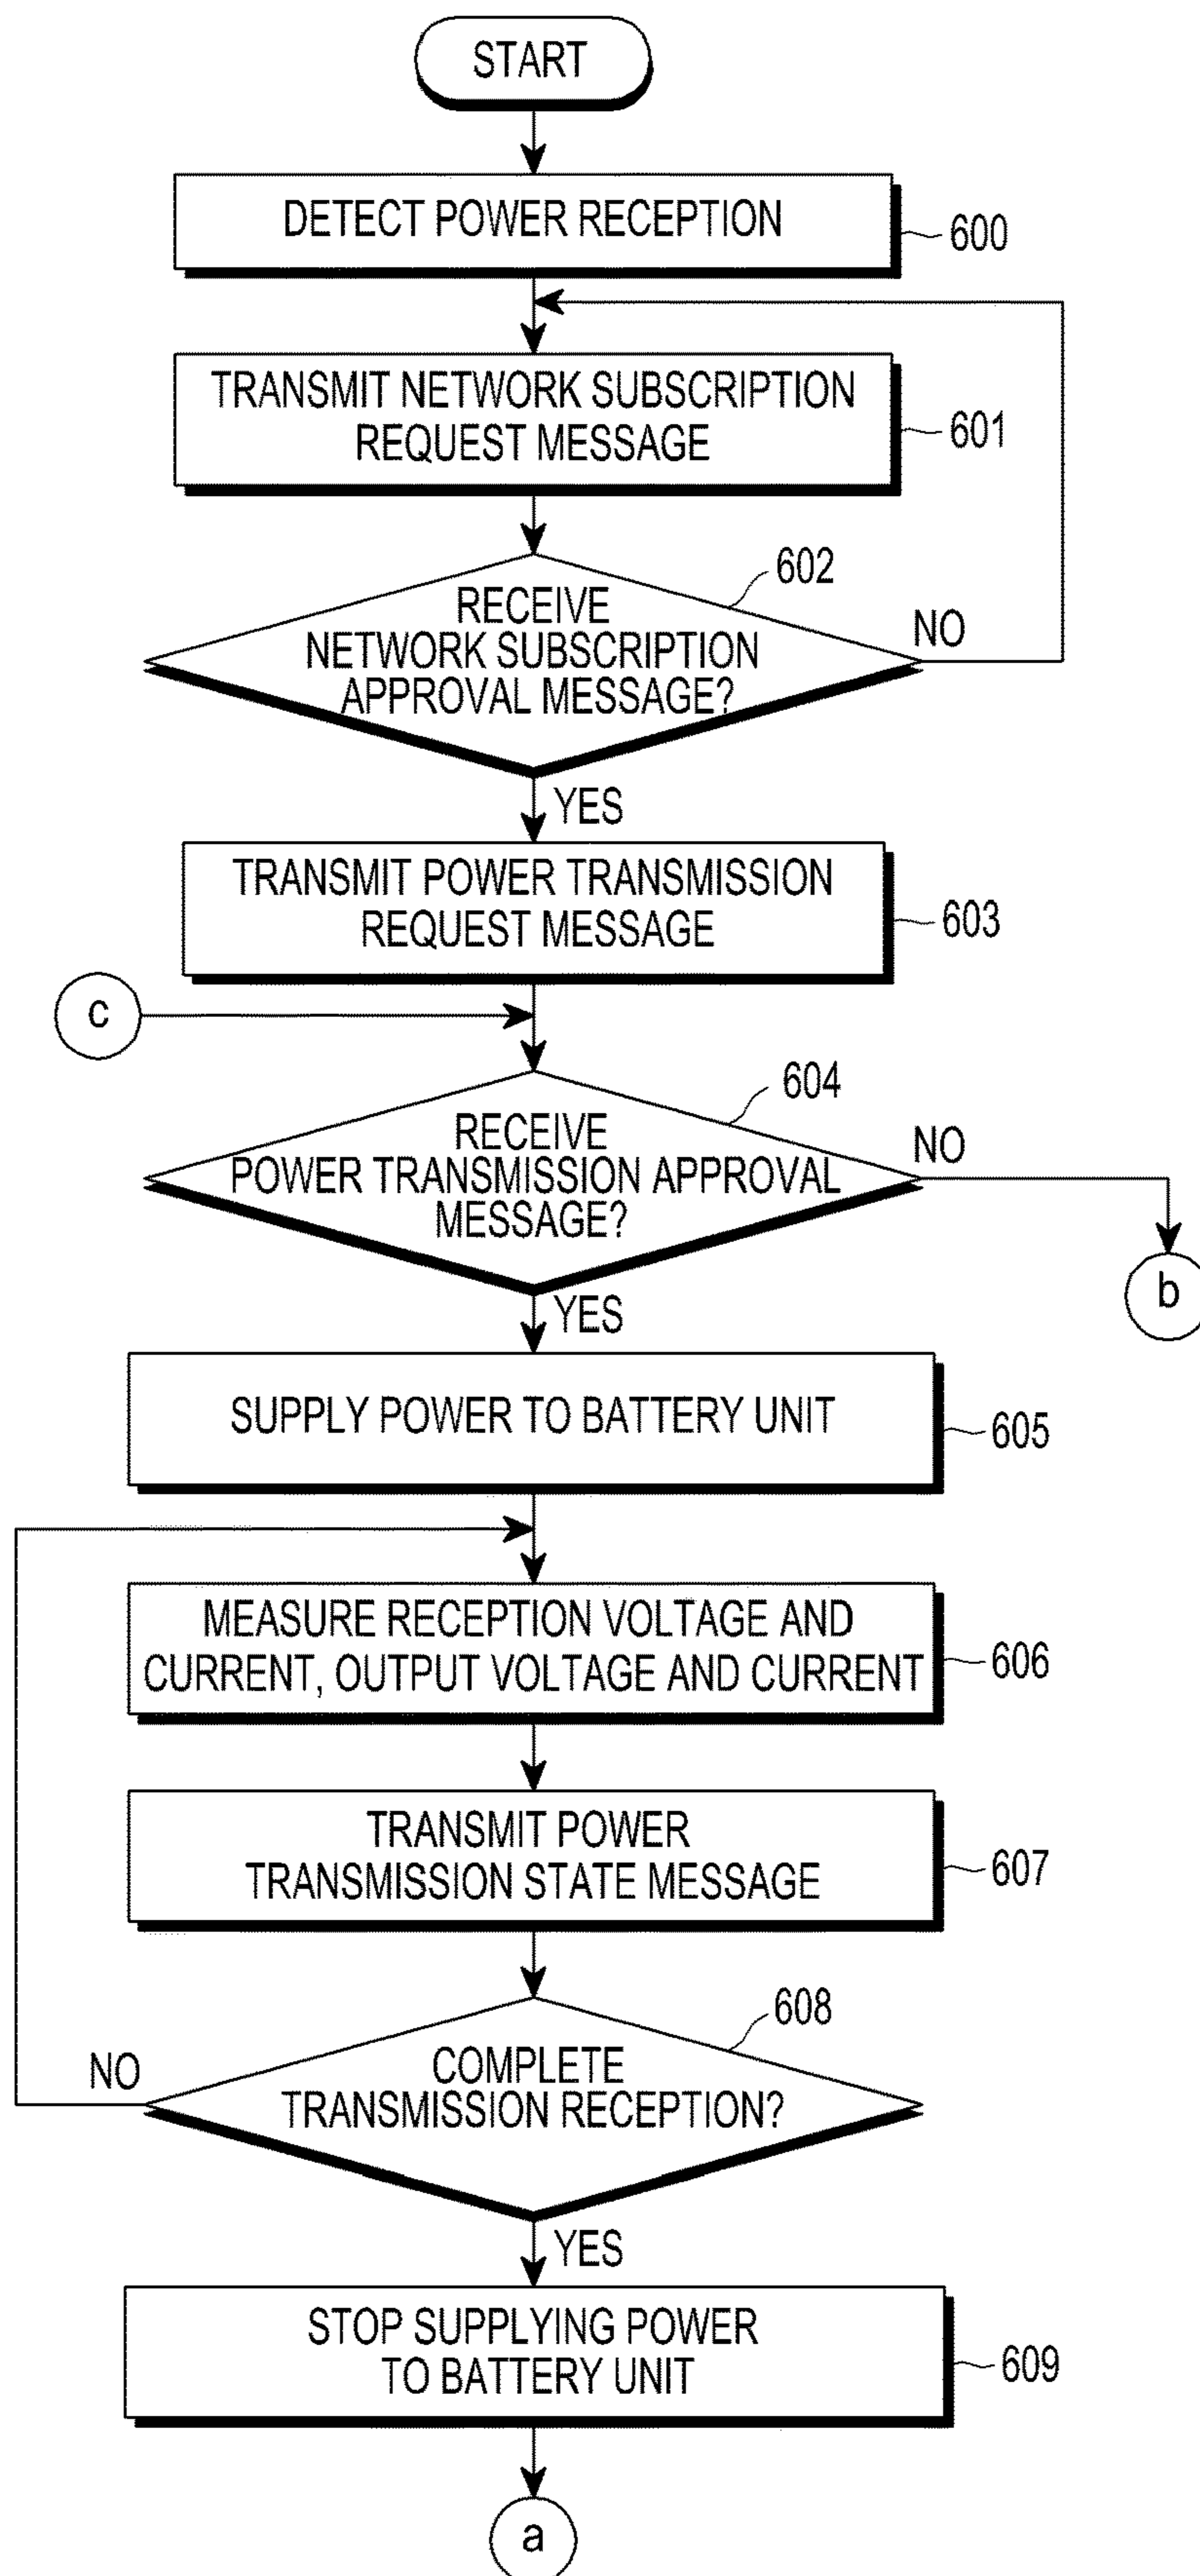 START
DETECT POWER RECEPTION
600
TRANSMIT NETWORK SUBSCRIPTION
REQUEST MESSAGE
601
602
RECEIVE
NETWORK SUBSCRIPTION
APPROVAL MESSAGE?
NO
YES
TRANSMIT POWER TRANSMISSION
REQUEST MESSAGE
603
c
604
RECEIVE
POWER TRANSMISSION APPROVAL
MESSAGE?
NO
b
YES
SUPPLY POWER TO BATTERY UNIT
605
MEASURE RECEPTION VOLTAGE AND
CURRENT, OUTPUT VOLTAGE AND CURRENT
606
TRANSMIT POWER
TRANSMISSION STATE MESSAGE
607
608
COMPLETE
TRANSMISSION RECEPTION?
NO
YES
STOP SUPPLYING POWER
TO BATTERY UNIT
609
a